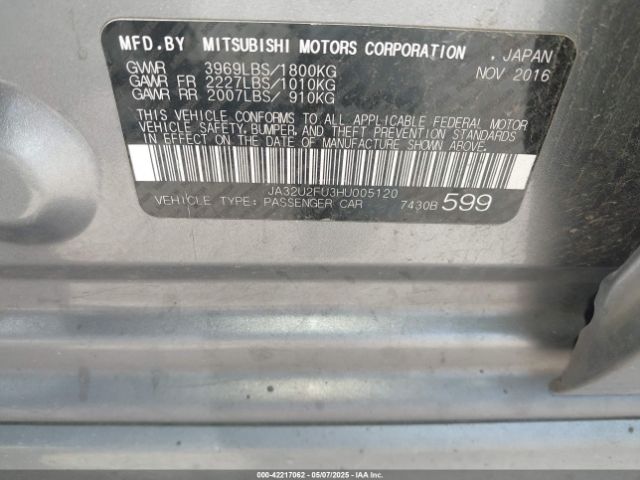 MFD.BY MITSUBISHI MOTORS CORPORATION , JAPAN
GVWR 3969LBS/1800KG NOV 2016
GAWR FR 2227LBS/1010KG
GAWR RR 2007LBS/ 910KG
THIS VEHICLE CONFORMS TO ALL APPLICABLE FEDERAL MOTOR
VEHICLE SAFETY, BUMPER, AND THEFT PREVENTION STANDARDS
IN EFFECT ON THE DATE OF MANUFACTURE SHOWN ABOVE.
JA32U2FU3HU005120
VEHICLE TYPE: PASSENGER CAR 7430B 599
000-42217062 - 05/07/2025 - IAAI.COM